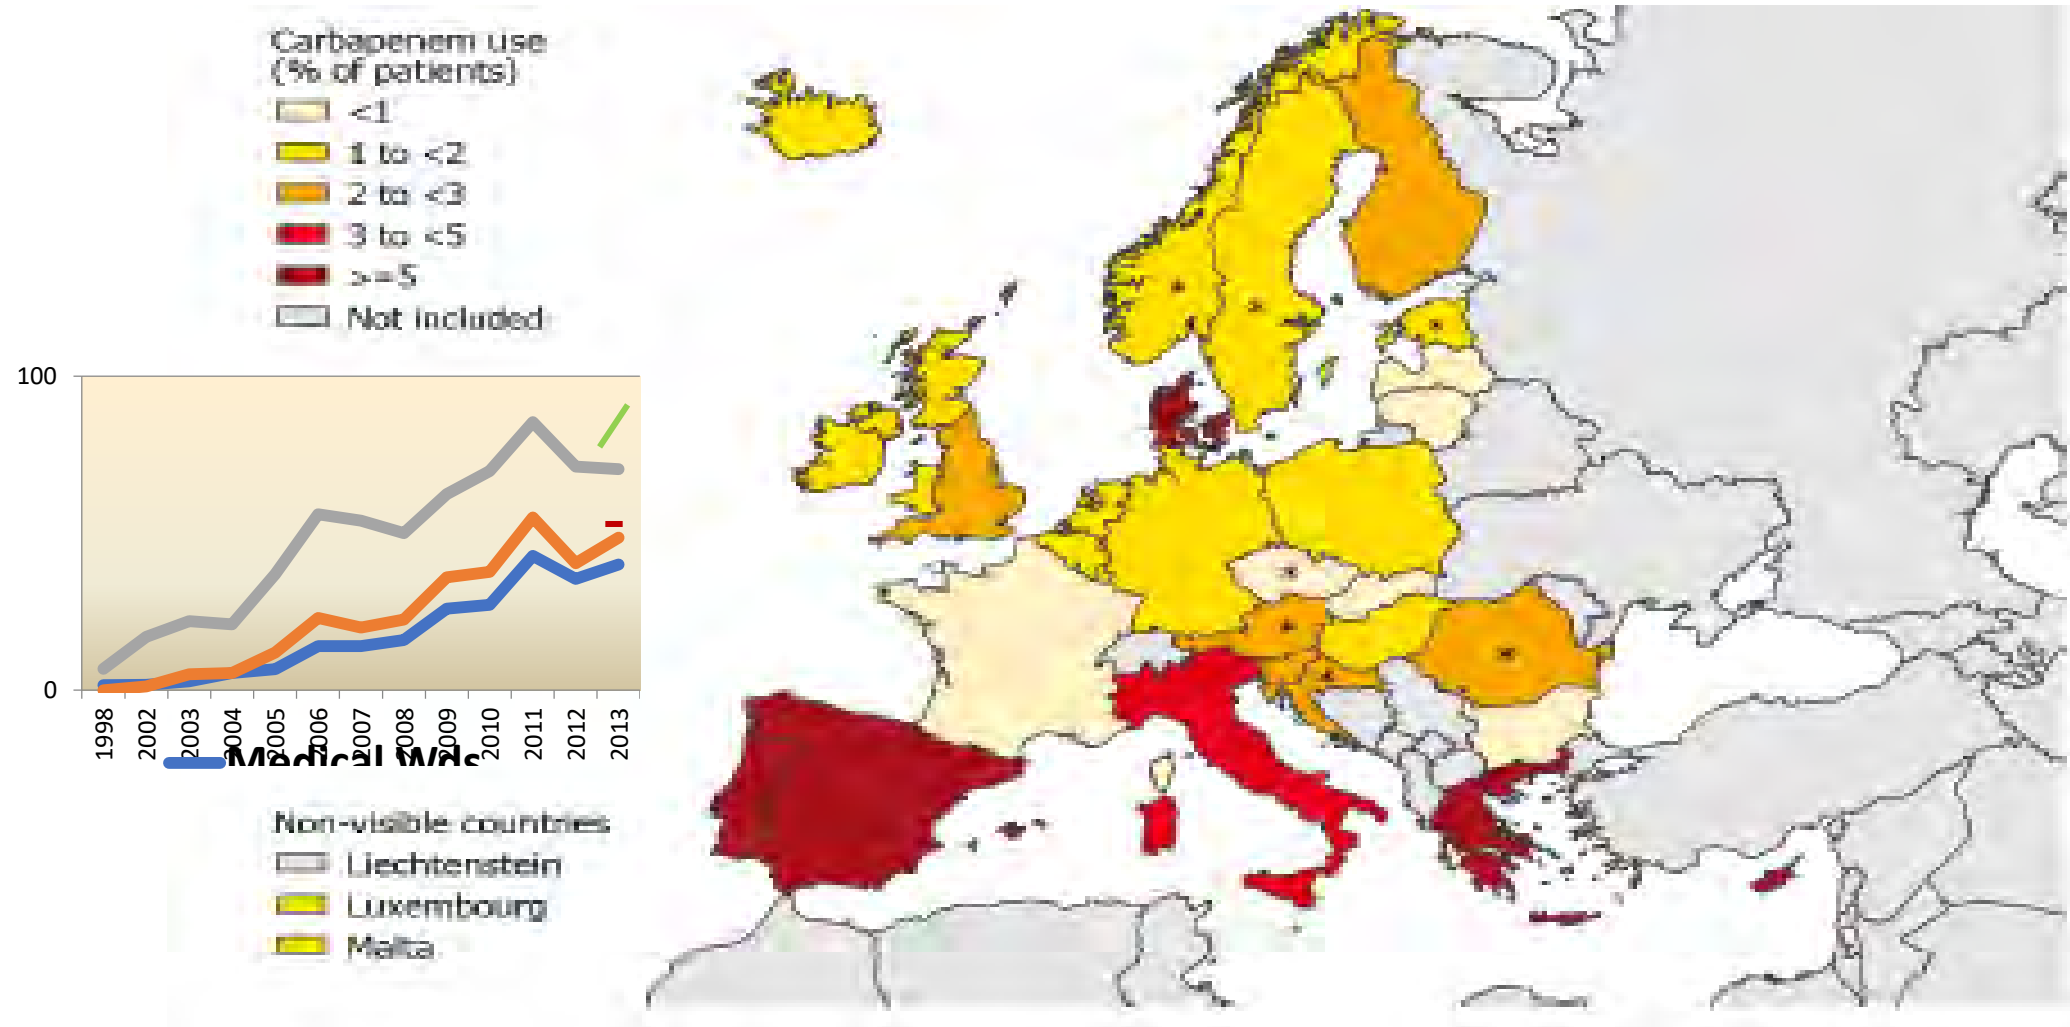 Carbapenem use
(% of patients)
<1
1 to <2
2 to <3
3 to <5
>=5
Not included
100
0
1998
2002
2003
2004
2005
2006
2007
2008
2009
2010
2011
2012
2013
Medical Wds
Non-visible countries
Liechtenstein
Luxembourg
Malta